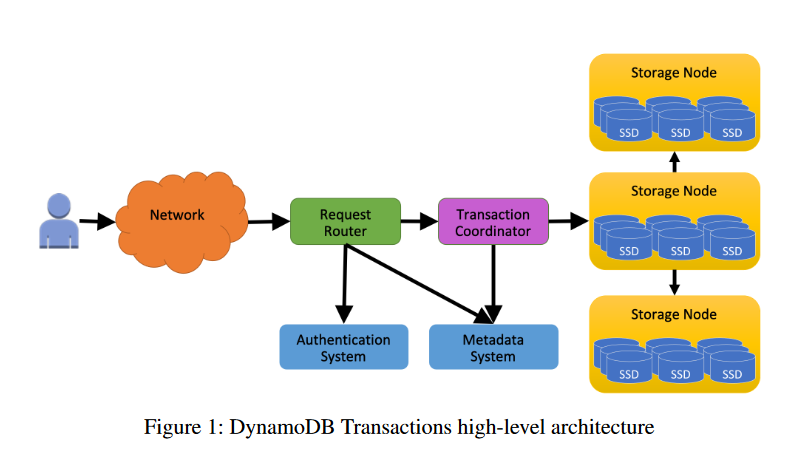 Storage Node
SSD SSD SSD
Network
Request
Router
Transaction
Coordinator
Storage Node
SSD SSD SSD
Authentication
System
Metadata
System
Storage Node
SSD SSD SSD
Figure 1: DynamoDB Transactions high-level architecture